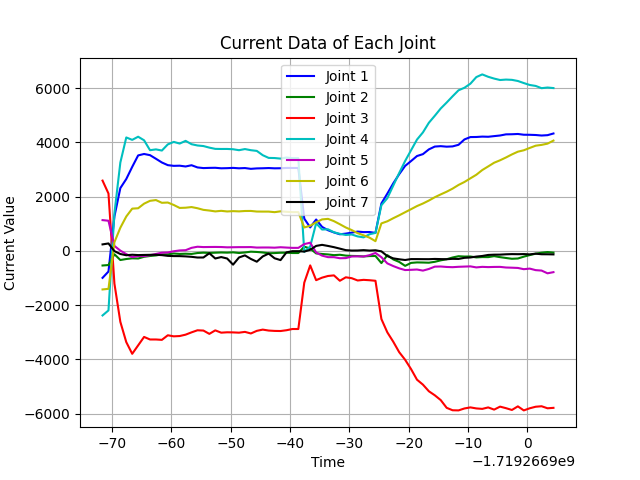 Current Data of Each Joint
Current Value
6000
4000
2000
0
−2000
−4000
−6000
Joint 1
Joint 2
Joint 3
Joint 4
Joint 5
Joint 6
Joint 7
−70 −60 −50 −40 −30 −20 −10 0
Time
−1.7192669e9